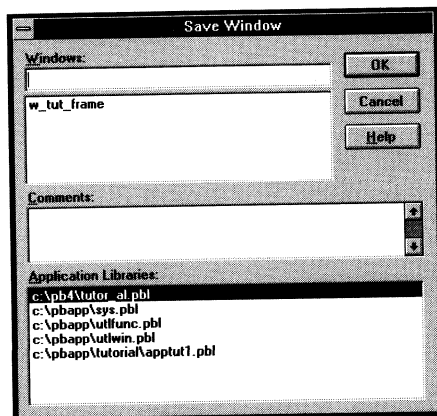 Save Window
Windows:
OK
w_tut_frame
Cancel
Help
Comments:
Application Libraries:
c:\pb4\tutor_al.pbl
c:\pbapp\sys.pbl
c:\pbapp\utlfunc.pbl
c:\pbapp\utlwin.pbl
c:\pbapp\tutorial\apptut1.pbl